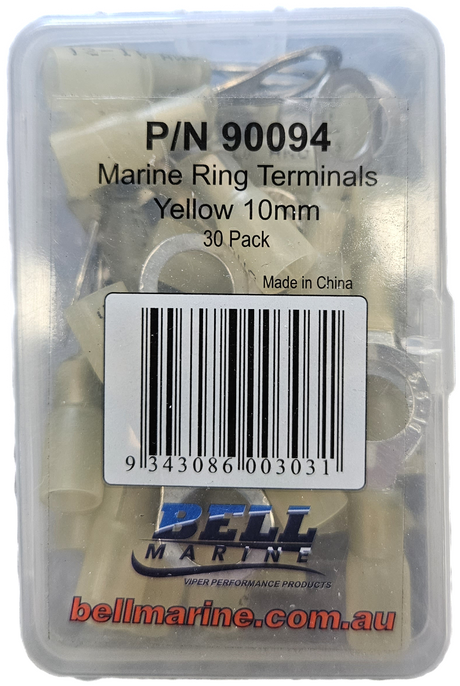 P/N 90094
Marine Ring Terminals
Yellow 10mm
30 Pack
Made in China
9 343086 003031
BELL
MARINE
VIPER PERFORMANCE PRODUCTS
bellmarine.com.au